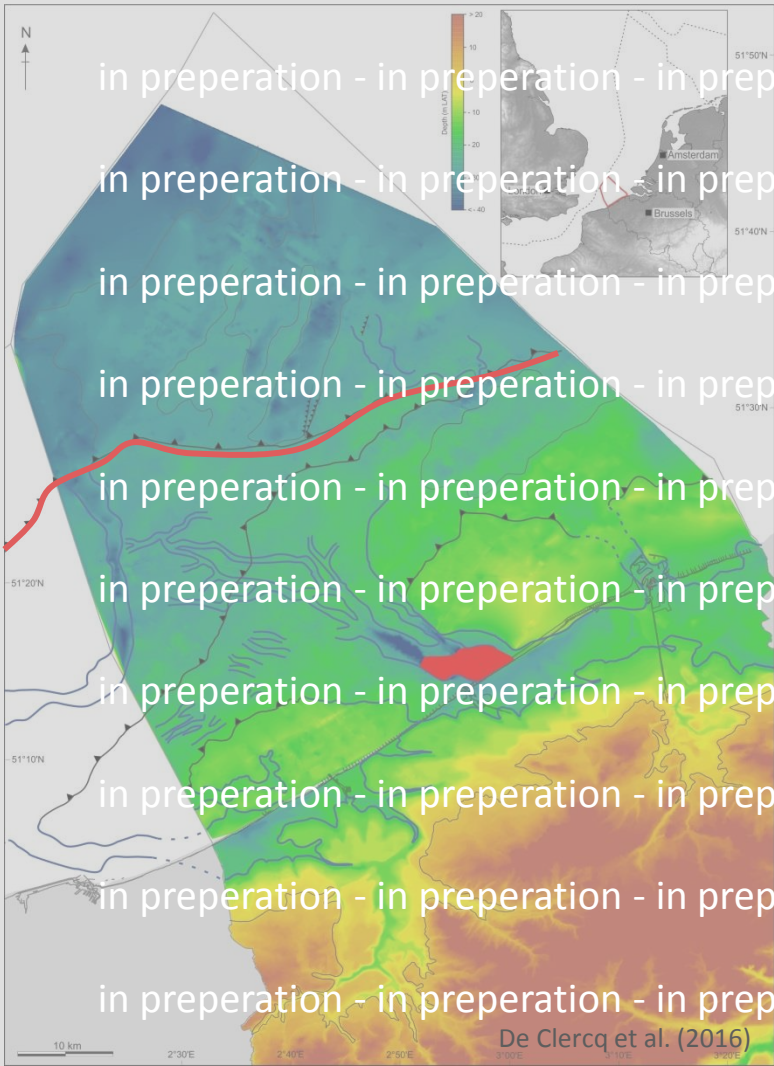 N
> 20
10
-10
-20
<-40
Depth (m LAT)
Amsterdam
Brussels
51°50'N
in preperation - in preperation - in prep
51°40'N
in preperation - in preperation - in prep
in preperation - in preperation - in prep
in preperation - in preperation - in prep
51°30'N
in preperation - in preperation - in prep
in preperation - in preperation - in prep
51°20'N
in preperation - in preperation - in prep
51°10'N
in preperation - in preperation - in prep
in preperation - in preperation - in prep
in preperation - in preperation - in prep
De Clercq et al. (2016)
10 km
2°30'E
2°40'E
2°50'E
3°00'E
3°10'E
3°20'E